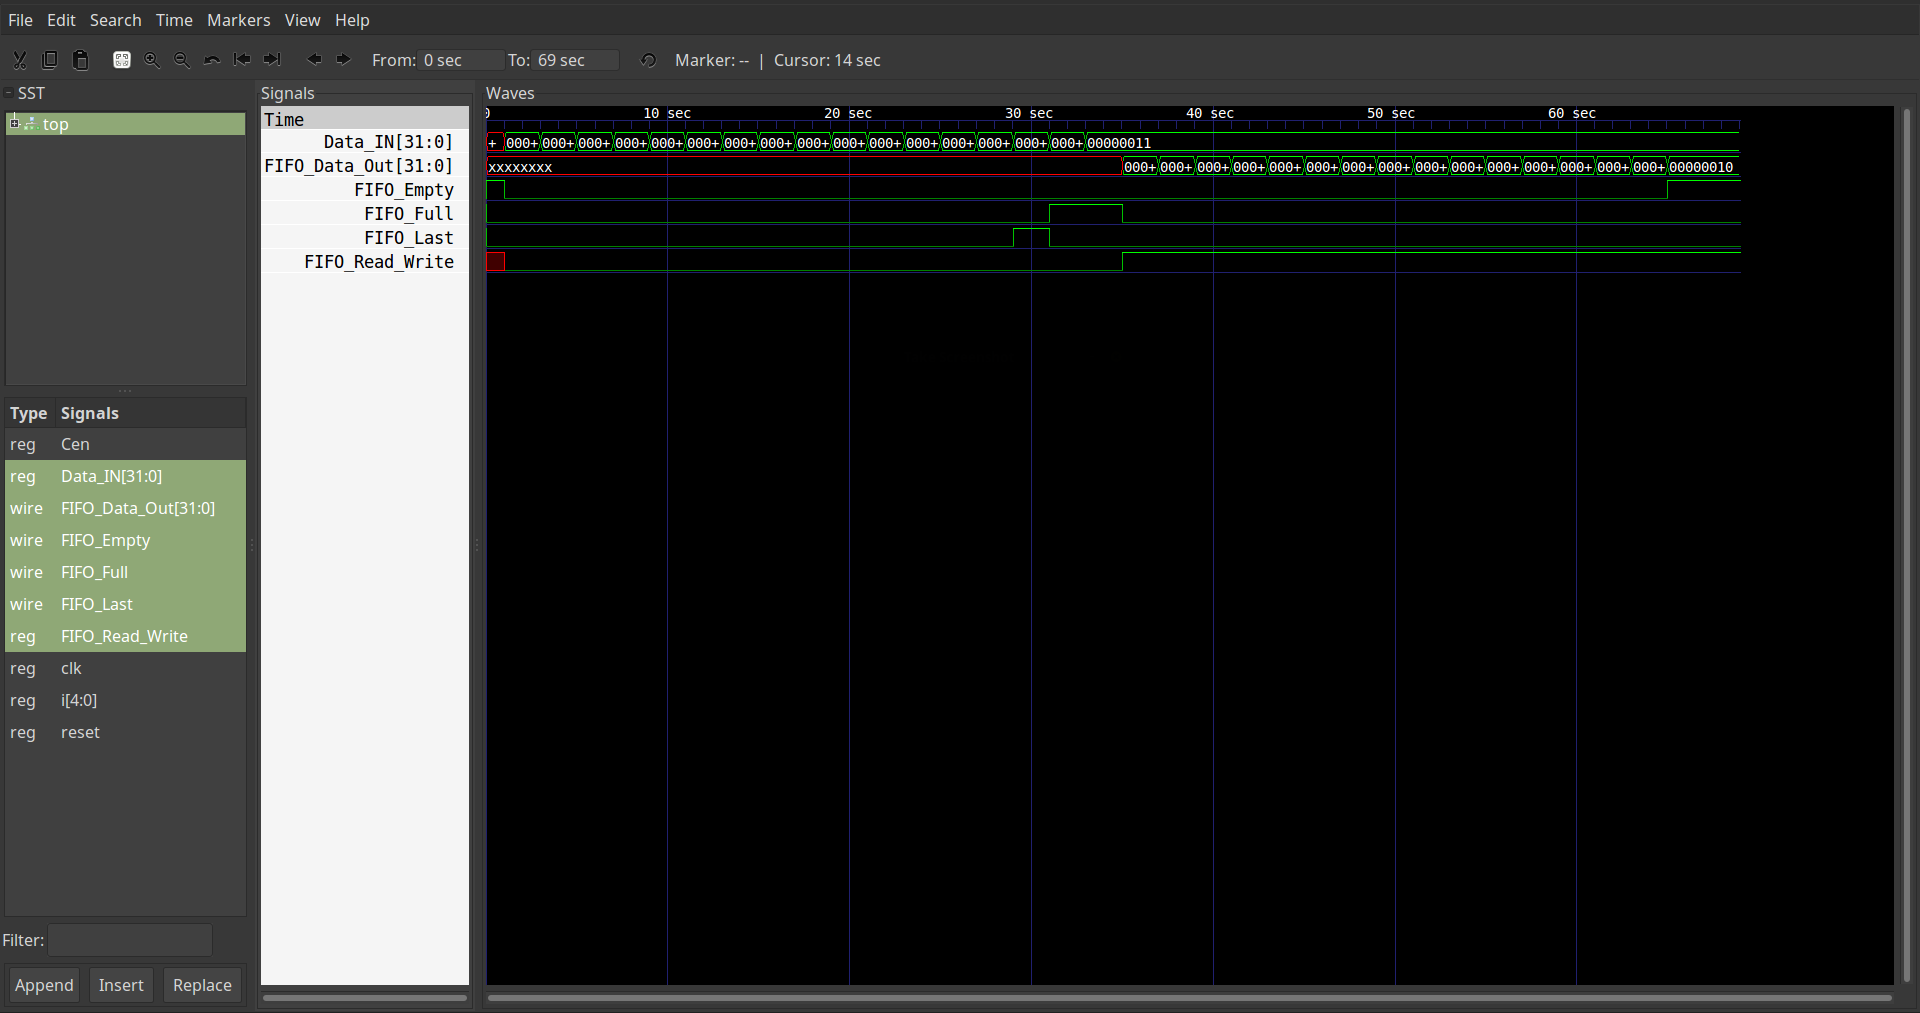 File Edit Search Time Markers View Help
From: 0 sec To: 69 sec Marker: -- | Cursor: 14 sec
SST
top
Type Signals
reg Cen
reg Data_IN[31:0]
wire FIFO_Data_Out[31:0]
wire FIFO_Empty
wire FIFO_Full
wire FIFO_Last
reg FIFO_Read_Write
reg clk
reg i[4:0]
reg reset
Filter:
Append Insert Replace
Signals
Time
Data_IN[31:0]
FIFO_Data_Out[31:0]
FIFO_Empty
FIFO_Full
FIFO_Last
FIFO_Read_Write
Waves
0 10 sec 20 sec 30 sec 40 sec 50 sec 60 sec
+ 000+ 000+ 000+ 000+ 000+ 000+ 000+ 000+ 000+ 000+ 000+ 000+ 000+ 000+ 000+ 000+ 00000011
xxxxxxxx 000+ 000+ 000+ 000+ 000+ 000+ 000+ 000+ 000+ 000+ 000+ 000+ 000+ 000+ 000+ 00000010